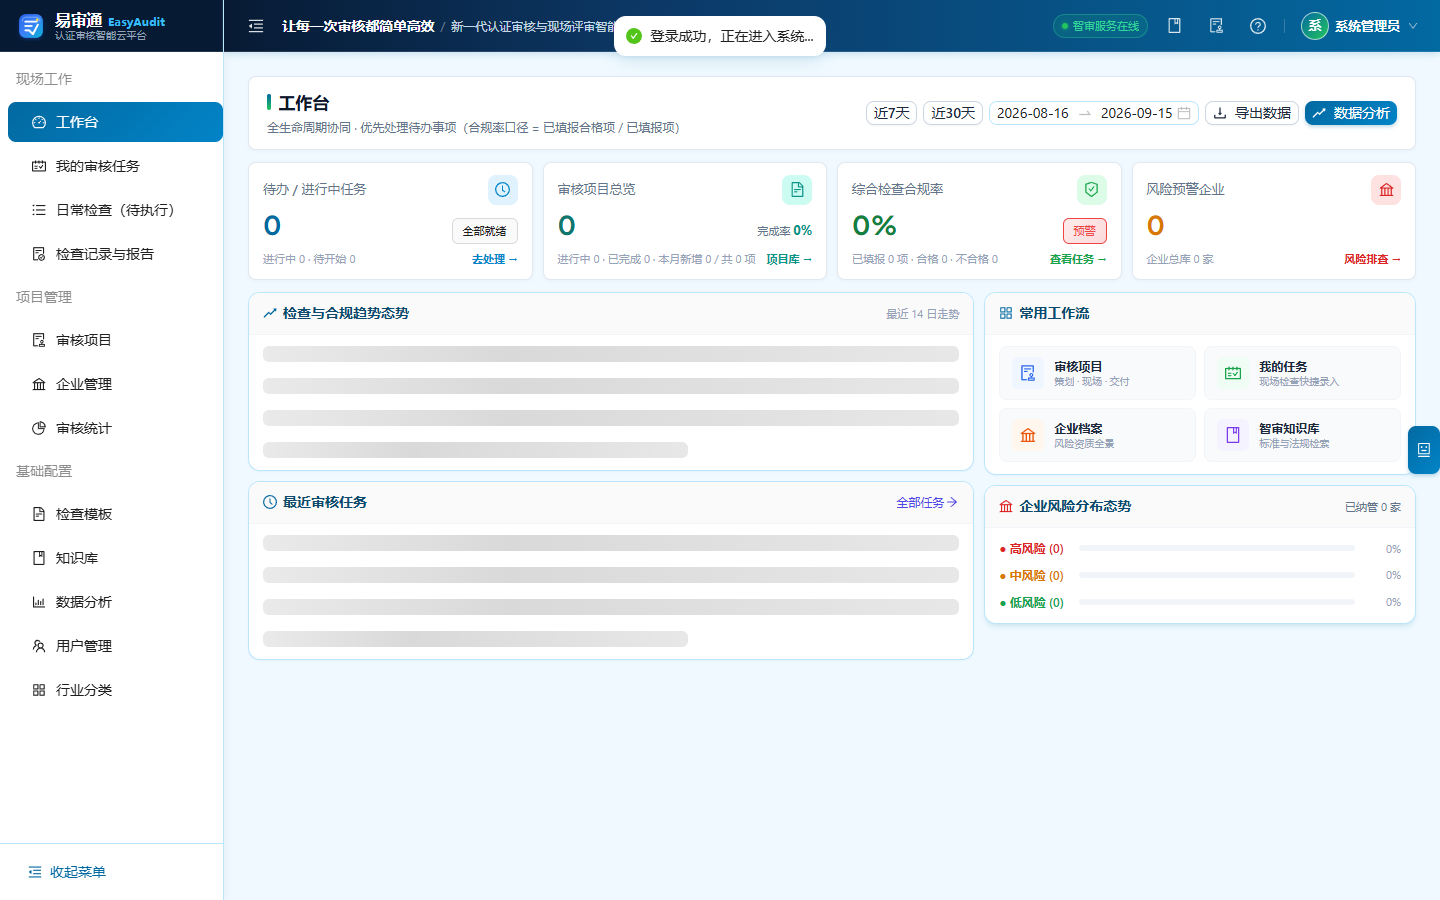 易审通 EasyAudit
认证审核智能云平台
让每一次审核都简单高效 / 新一代认证审核与现场评审智能
登录成功，正在进入系统...
智审服务在线
系 系统管理员
现场工作
工作台
我的审核任务
日常检查（待执行）
检查记录与报告
项目管理
审核项目
企业管理
审核统计
基础配置
检查模板
知识库
数据分析
用户管理
行业分类
收起菜单
工作台
全生命周期协同 · 优先处理待办事项（合规率口径 = 已填报合格项 / 已填报项）
近7天 近30天 2026-08-16 → 2026-09-15 导出数据 数据分析
待办 / 进行中任务
0 全部就绪
进行中 0 · 待开始 0 去处理 →
审核项目总览
0 完成率 0%
进行中 0 · 已完成 0 · 本月新增 0 / 共 0 项 项目库 →
综合检查合规率
0% 预警
已填报 0 项 · 合格 0 · 不合格 0 查看任务 →
风险预警企业
0
企业总库 0 家 风险排查 →
检查与合规趋势态势 最近 14 日走势
最近审核任务 全部任务 →
常用工作流
审核项目
策划 · 现场 · 交付
我的任务
现场检查快捷录入
企业档案
风险资质全景
智审知识库
标准与法规检索
企业风险分布态势 已纳管 0 家
高风险 (0) 0%
中风险 (0) 0%
低风险 (0) 0%